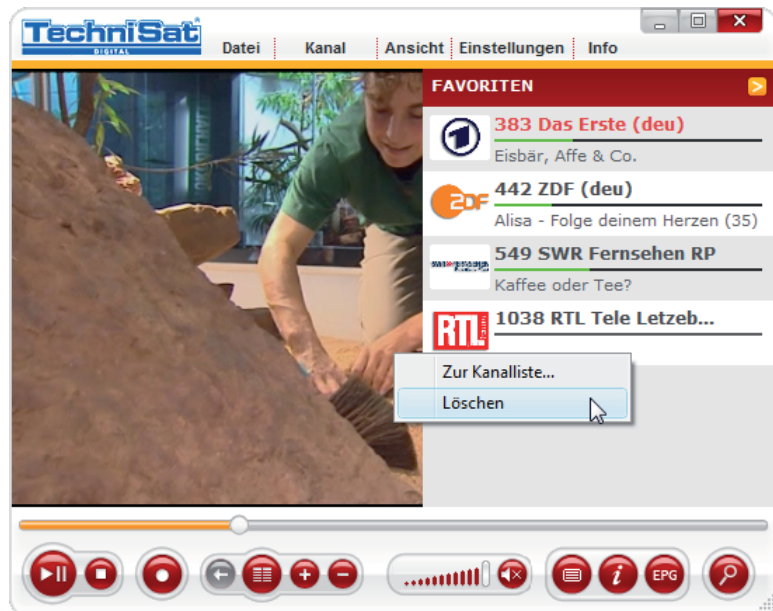 TechniSat
DIGITAL
Datei Kanal Ansicht Einstellungen Info
FAVORITEN
383 Das Erste (deu)
Eisbär, Affe & Co.
442 ZDF (deu)
Alisa - Folge deinem Herzen (35)
549 SWR Fernsehen RP
Kaffee oder Tee?
1038 RTL Tele Letzeb...
Zur Kanalliste...
Löschen
1
ZDF
RTL
i
EPG